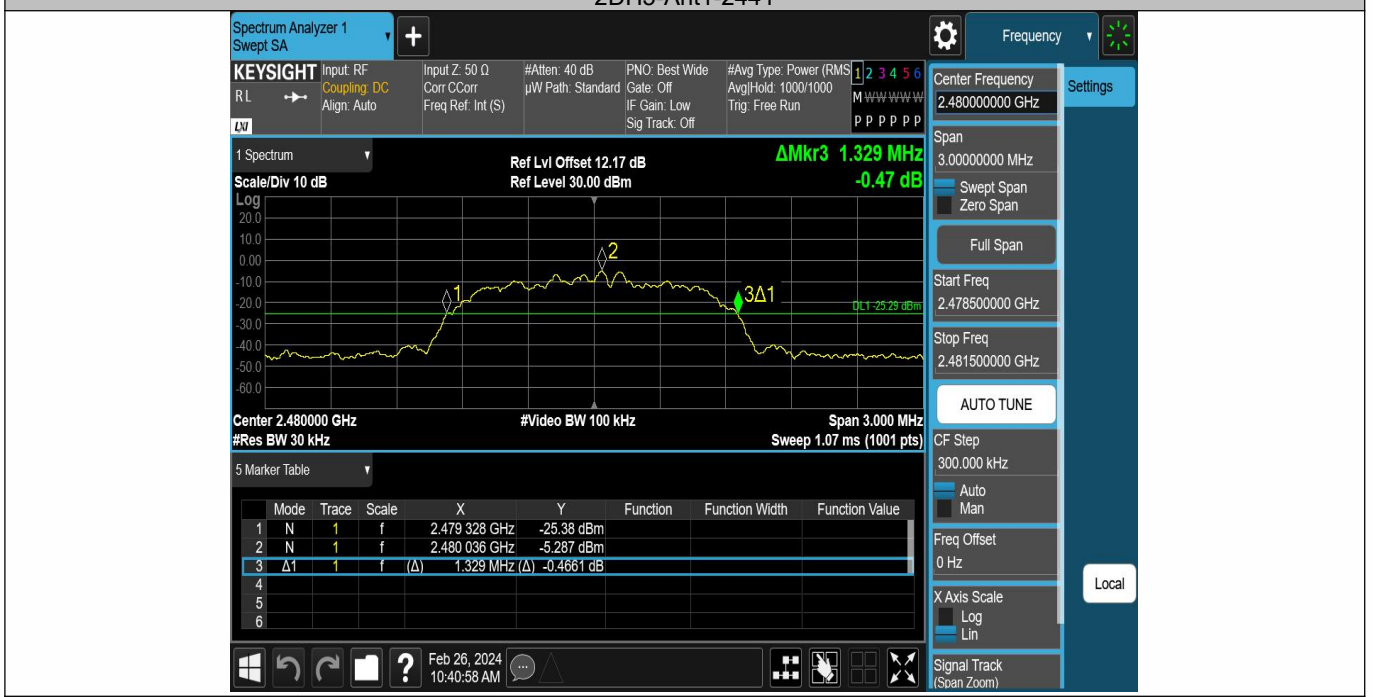 2DH5-Ant1-2441
Spectrum Analyzer 1
Swept SA
Frequency
KEYSIGHT
RL
LXI
Input: RF
Coupling: DC
Align: Auto
Input Z: 50 Ω
Corr CCorr
Freq Ref: Int (S)
#Atten: 40 dB
µW Path: Standard
PNO: Best Wide
Gate: Off
IF Gain: Low
Sig Track: Off
#Avg Type: Power (RMS
Avg|Hold: 1000/1000
Trig: Free Run
1 2 3 4 5 6
M W W W W W
P P P P P P
1 Spectrum
Scale/Div 10 dB
Ref Lvl Offset 12.17 dB
Ref Level 30.00 dBm
ΔMkr3 1.329 MHz
-0.47 dB
Log
20.0
10.0
0.00
-10.0
-20.0
-30.0
-40.0
-50.0
-60.0
1
2
3Δ1
DL1 -25.29 dBm
Center 2.480000 GHz
#Video BW 100 kHz
Span 3.000 MHz
#Res BW 30 kHz
Sweep 1.07 ms (1001 pts)
5 Marker Table
Mode Trace Scale X Y Function Function Width Function Value
1 N 1 f 2.479 328 GHz -25.38 dBm
2 N 1 f 2.480 036 GHz -5.287 dBm
3 Δ1 1 f (Δ) 1.329 MHz (Δ) -0.4661 dB
4
5
6
Feb 26, 2024
10:40:58 AM
Center Frequency
2.480000000 GHz
Settings
Span
3.00000000 MHz
Swept Span
Zero Span
Full Span
Start Freq
2.478500000 GHz
Stop Freq
2.481500000 GHz
AUTO TUNE
CF Step
300.000 kHz
Auto
Man
Freq Offset
0 Hz
Local
X Axis Scale
Log
Lin
Signal Track
(Span Zoom)